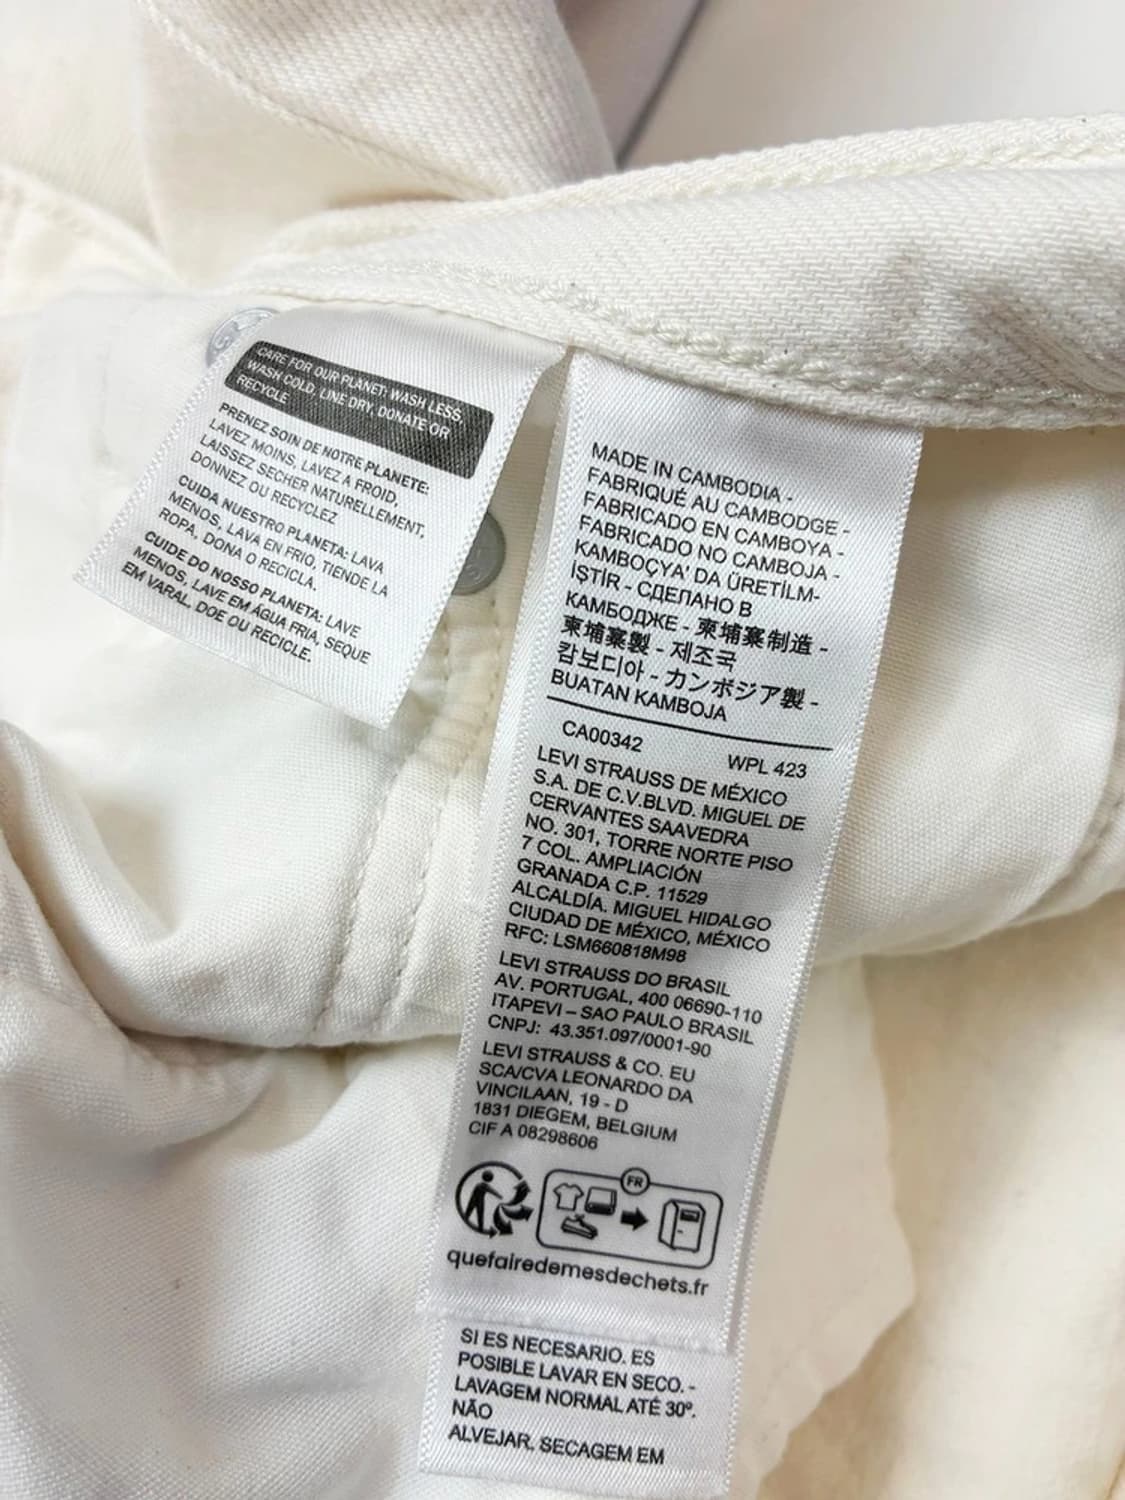 CARE FOR OUR PLANET: WASH LESS,
WASH COLD, LINE DRY, DONATE OR
RECYCLE
PRENEZ SOIN DE NOTRE PLANETE:
LAVEZ MOINS, LAVEZ A FROID,
LAISSEZ SECHER NATURELLEMENT,
DONNEZ OU RECYCLEZ
CUIDA NUESTRO PLANETA: LAVA
MENOS, LAVA EN FRIO, TIENDE LA
ROPA, DONA O RECICLA.
CUIDE DO NOSSO PLANETA: LAVE
MENOS, LAVE EM ÁGUA FRIA, SEQUE
EM VARAL, DOE OU RECICLE.
MADE IN CAMBODIA -
FABRIQUÉ AU CAMBODGE -
FABRICADO EN CAMBOYA -
FABRICADO NO CAMBOJA -
KAMBOÇYA' DA ÜRETİLM-
İŞTİR - СДЕЛАНО В
КАМБОДЖЕ - 柬埔寨制造 -
柬埔寨製 - 제조국
캄보디아 - カンボジア製 -
BUATAN KAMBOJA
CA00342 WPL 423
LEVI STRAUSS DE MÉXICO
S.A. DE C.V.BLVD. MIGUEL DE
CERVANTES SAAVEDRA
NO. 301, TORRE NORTE PISO
7 COL. AMPLIACIÓN
GRANADA C.P. 11529
ALCALDÍA. MIGUEL HIDALGO
CIUDAD DE MÉXICO, MÉXICO
RFC: LSM660818M98
LEVI STRAUSS DO BRASIL
AV. PORTUGAL, 400 06690-110
ITAPEVI – SAO PAULO BRASIL
CNPJ: 43.351.097/0001-90
LEVI STRAUSS & CO. EU
SCA/CVA LEONARDO DA
VINCILAAN, 19 - D
1831 DIEGEM, BELGIUM
CIF A 08298606
FR
quefairedemesdechets.fr
SI ES NECESARIO. ES
POSIBLE LAVAR EN SECO. -
LAVAGEM NORMAL ATÉ 30º.
NÃO
ALVEJAR. SECAGEM EM